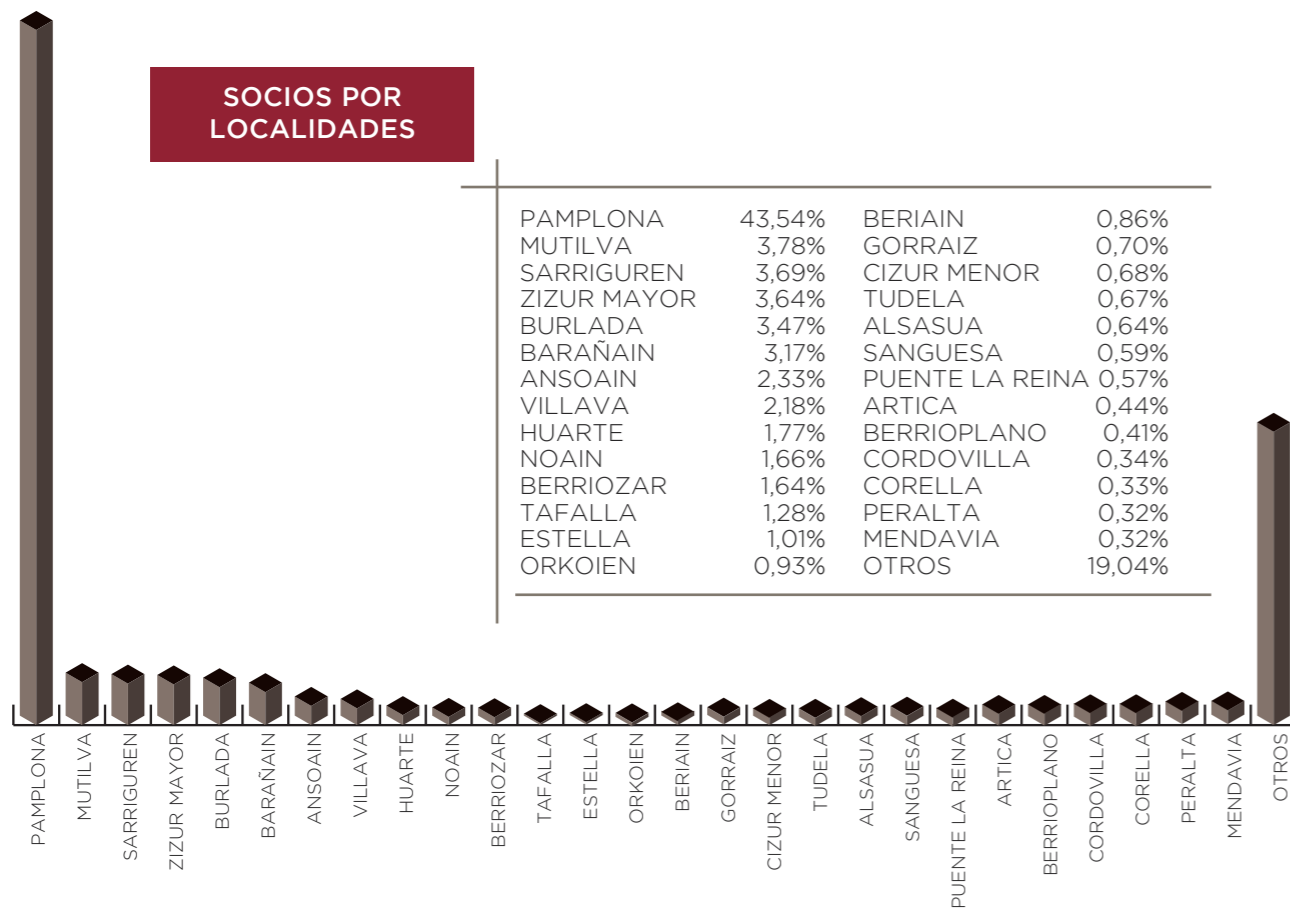 SOCIOS POR
LOCALIDADES
PAMPLONA 43,54% BERIAIN 0,86%
MUTILVA 3,78% GORRAIZ 0,70%
SARRIGUREN 3,69% CIZUR MENOR 0,68%
ZIZUR MAYOR 3,64% TUDELA 0,67%
BURLADA 3,47% ALSASUA 0,64%
BARAÑAIN 3,17% SANGUESA 0,59%
ANSOAIN 2,33% PUENTE LA REINA 0,57%
VILLAVA 2,18% ARTICA 0,44%
HUARTE 1,77% BERRIOPLANO 0,41%
NOAIN 1,66% CORDOVILLA 0,34%
BERRIOZAR 1,64% CORELLA 0,33%
TAFALLA 1,28% PERALTA 0,32%
ESTELLA 1,01% MENDAVIA 0,32%
ORKOIEN 0,93% OTROS 19,04%
PAMPLONA
MUTILVA
SARRIGUREN
ZIZUR MAYOR
BURLADA
BARAÑAIN
ANSOAIN
VILLAVA
HUARTE
NOAIN
BERRIOZAR
TAFALLA
ESTELLA
ORKOIEN
BERIAIN
GORRAIZ
CIZUR MENOR
TUDELA
ALSASUA
SANGUESA
PUENTE LA REINA
ARTICA
BERRIOPLANO
CORDOVILLA
CORELLA
PERALTA
MENDAVIA
OTROS